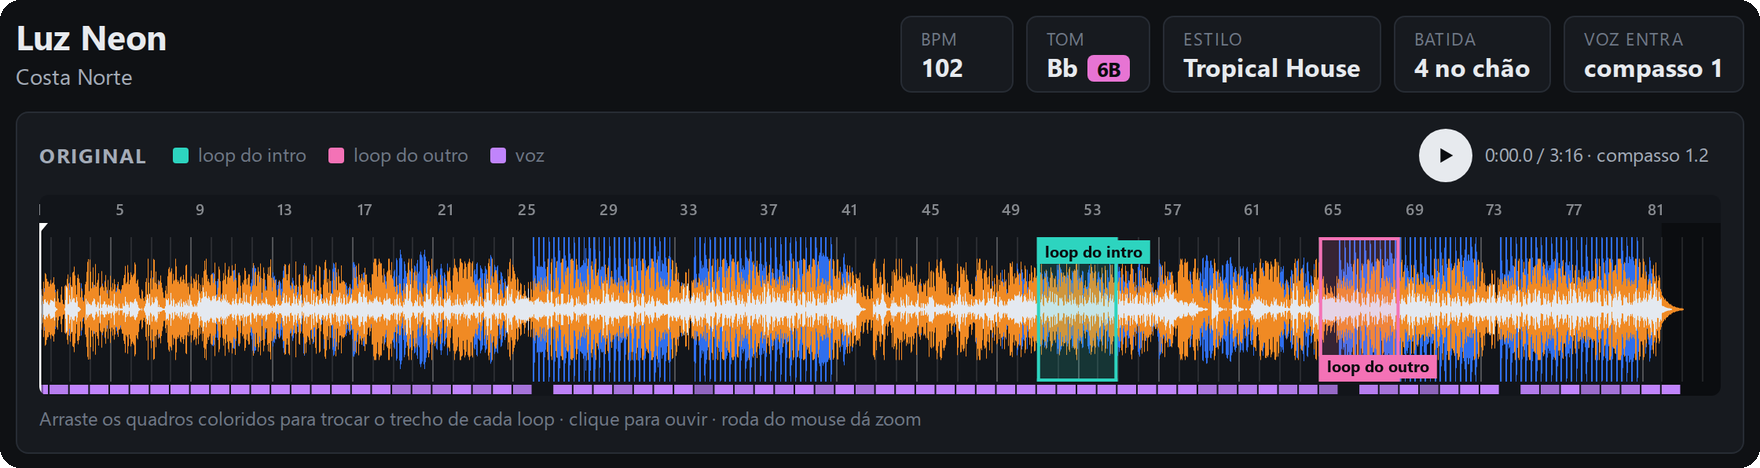 Luz Neon
Costa Norte
BPM
102
TOM
Bb 6B
ESTILO
Tropical House
BATIDA
4 no chão
VOZ ENTRA
compasso 1
ORIGINAL loop do intro loop do outro voz
0:00.0 / 3:16 · compasso 1.2
5 9 13 17 21 25 29 33 37 41 45 49 53 57 61 65 69 73 77 81
loop do intro
loop do outro
Arraste os quadros coloridos para trocar o trecho de cada loop · clique para ouvir · roda do mouse dá zoom